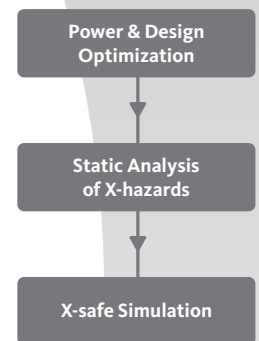 Power & Design
Optimization
Static Analysis
of X-hazards
X-safe Simulation